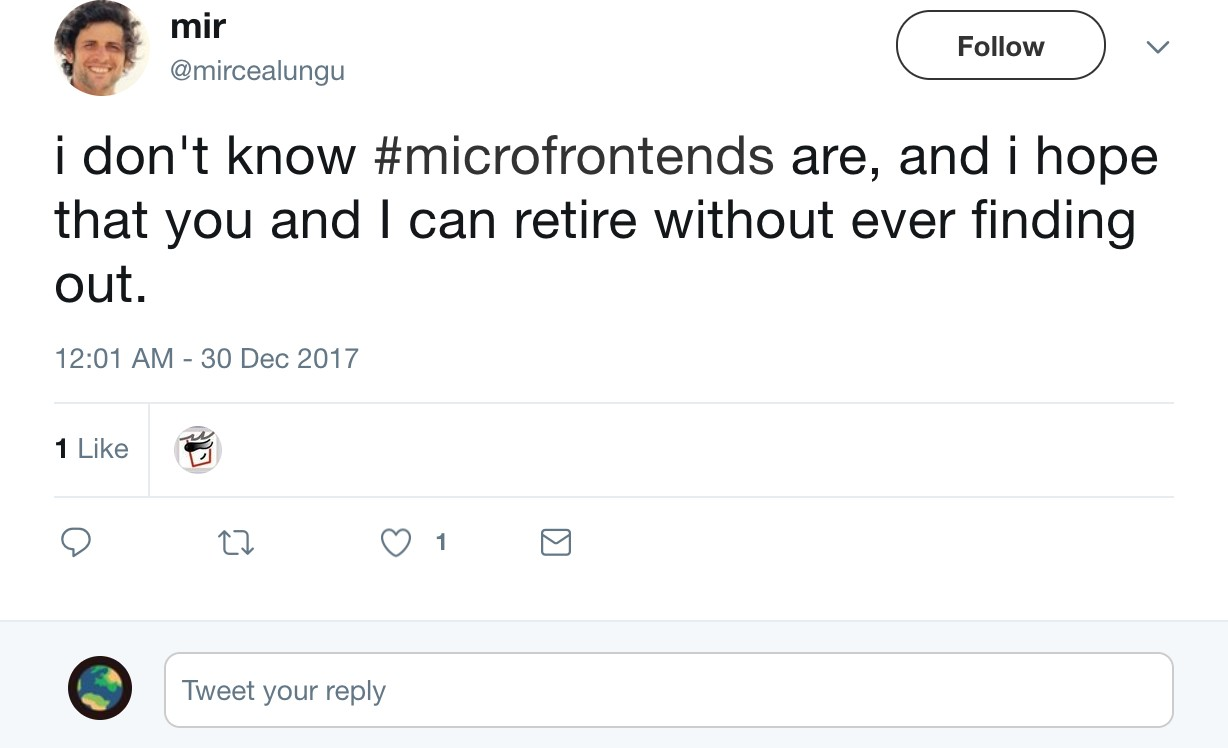 mir
@mircealungu
Follow
i don't know #microfrontends are, and i hope
that you and I can retire without ever finding
out.
12:01 AM - 30 Dec 2017
1 Like
1
Tweet your reply